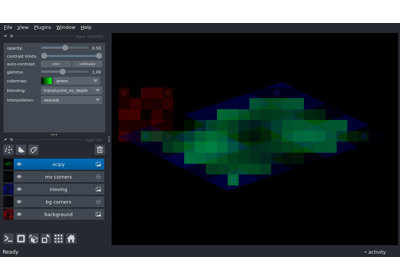 File View Plugins Window Help
opacity: 0.50
contrast limits:
auto-contrast: once continuous
gamma: 1.00
colormap: green
blending: translucent_no_depth
interpolation: nearest
scipy
mv corners
moving
bg corners
background
Ready activity